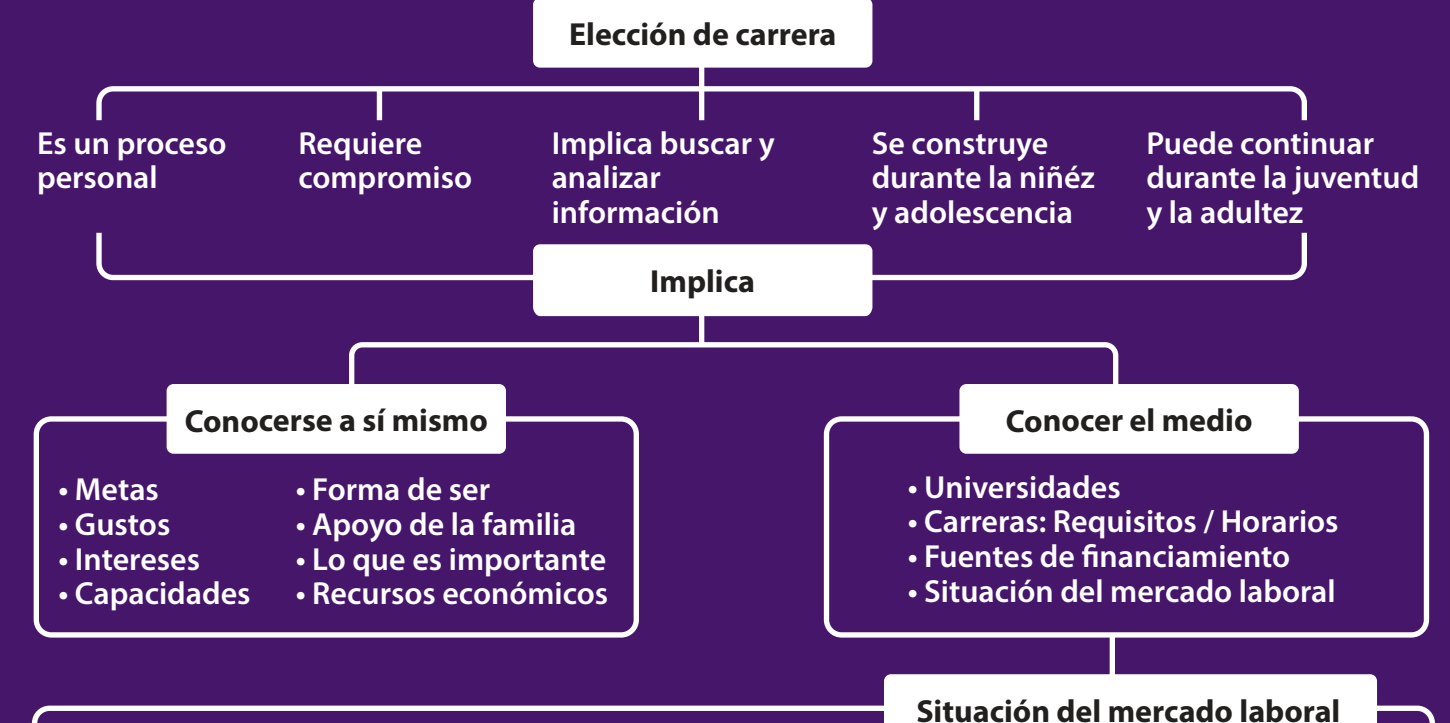 Elección de carrera
Es un proceso
personal
Requiere
compromiso
Implica buscar y
analizar
información
Se construye
durante la niñéz
y adolescencia
Puede continuar
durante la juventud
y la adultez
Implica
Conocerse a sí mismo
• Metas
• Gustos
• Intereses
• Capacidades
• Forma de ser
• Apoyo de la familia
• Lo que es importante
• Recursos económicos
Conocer el medio
• Universidades
• Carreras: Requisitos / Horarios
• Fuentes de financiamiento
• Situación del mercado laboral
Situación del mercado laboral